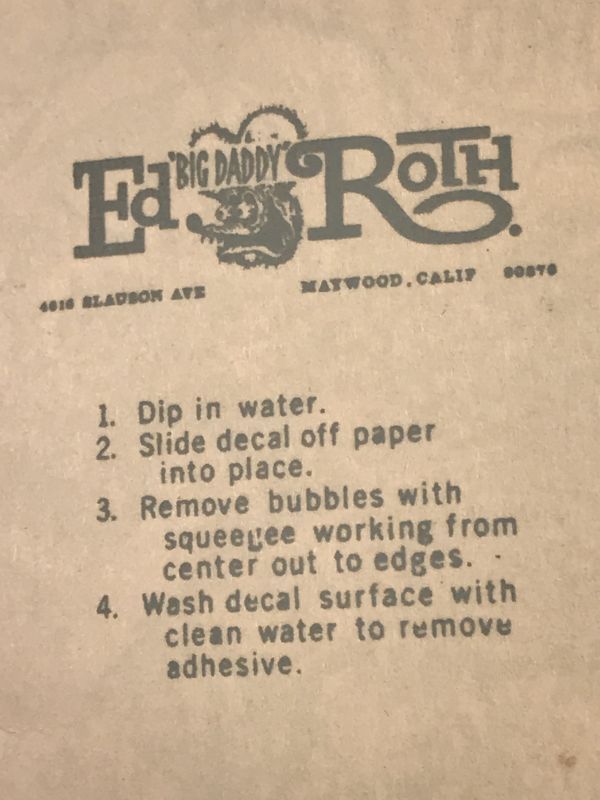 Ed "BIG DADDY" ROTH.
4616 SLAUSON AVE MAYWOOD, CALIF
1. Dip in water.
2. Slide decal off paper
into place.
3. Remove bubbles with
squeegee working from
center out to edges.
4. Wash decal surface with
clean water to remove
adhesive.